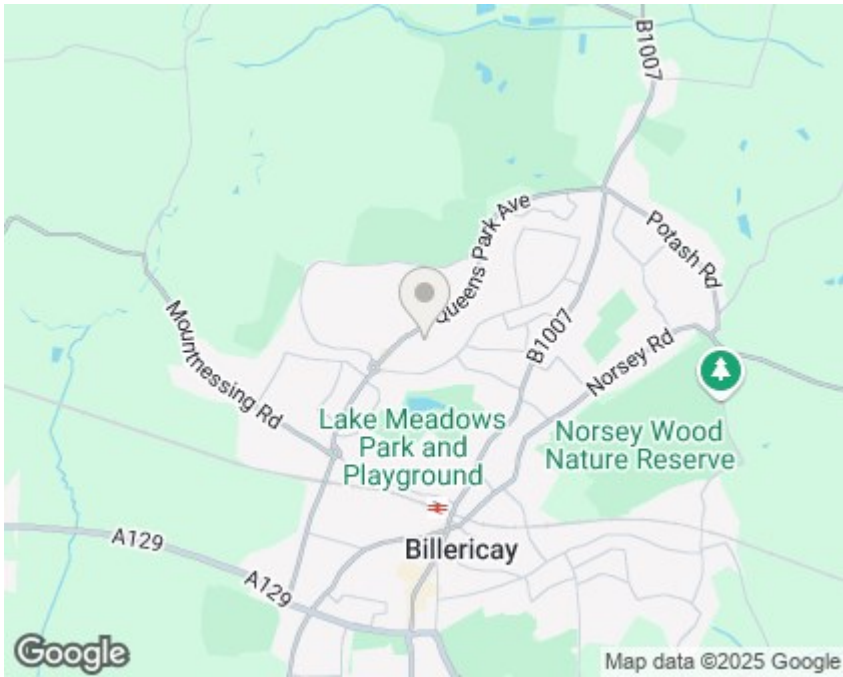 B1007
Queens Park Ave
Potash Rd
Mountnessing Rd
B1007
Norsey Rd
Lake Meadows
Park and
Playground
Norsey Wood
Nature Reserve
A129
Billericay
A129
Google
Map data ©2025 Google